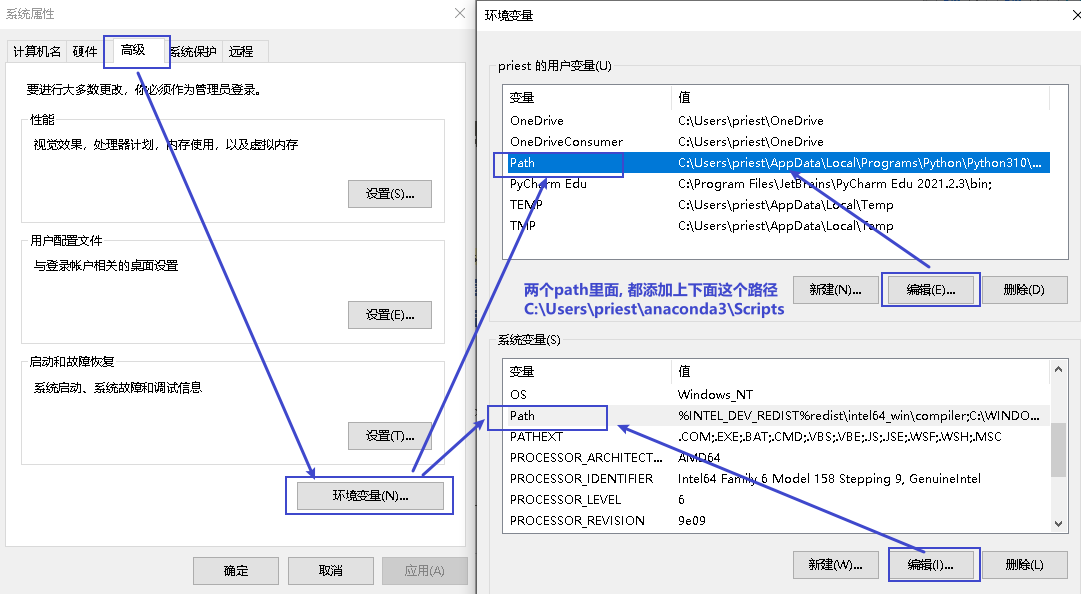 系统属性
计算机名 硬件 高级 系统保护 远程
要进行大多数更改，你必须作为管理员登录。
性能
视觉效果，处理器计划，内存使用，以及虚拟内存
设置(S)...
用户配置文件
与登录帐户相关的桌面设置
设置(E)...
启动和故障恢复
系统启动、系统故障和调试信息
设置(T)...
环境变量(N)...
确定 取消 应用(A)
环境变量
priest 的用户变量(U)
变量 值
OneDrive C:\Users\priest\OneDrive
OneDriveConsumer C:\Users\priest\OneDrive
Path C:\Users\priest\AppData\Local\Programs\Python\Python310\...
PyCharm Edu C:\Program Files\JetBrains\PyCharm Edu 2021.2.3\bin;
TEMP C:\Users\priest\AppData\Local\Temp
TMP C:\Users\priest\AppData\Local\Temp
新建(N)... 编辑(E)... 删除(D)
两个path里面, 都添加上下面这个路径
C:\Users\priest\anaconda3\Scripts
系统变量(S)
变量 值
OS Windows_NT
Path %INTEL_DEV_REDIST%redist\intel64_win\compiler;C:\WINDO...
PATHEXT .COM;.EXE;.BAT;.CMD;.VBS;.VBE;.JS;.JSE;.WSF;.WSH;.MSC
PROCESSOR_ARCHITECT... AMD64
PROCESSOR_IDENTIFIER Intel64 Family 6 Model 158 Stepping 9, GenuineIntel
PROCESSOR_LEVEL 6
PROCESSOR_REVISION 9e09
新建(W)... 编辑(I)... 删除(L)